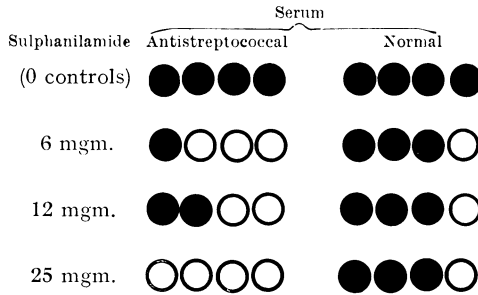 Serum
Sulphanilamide Antistreptococcal Normal
(0 controls)
6 mgm.
12 mgm.
25 mgm.